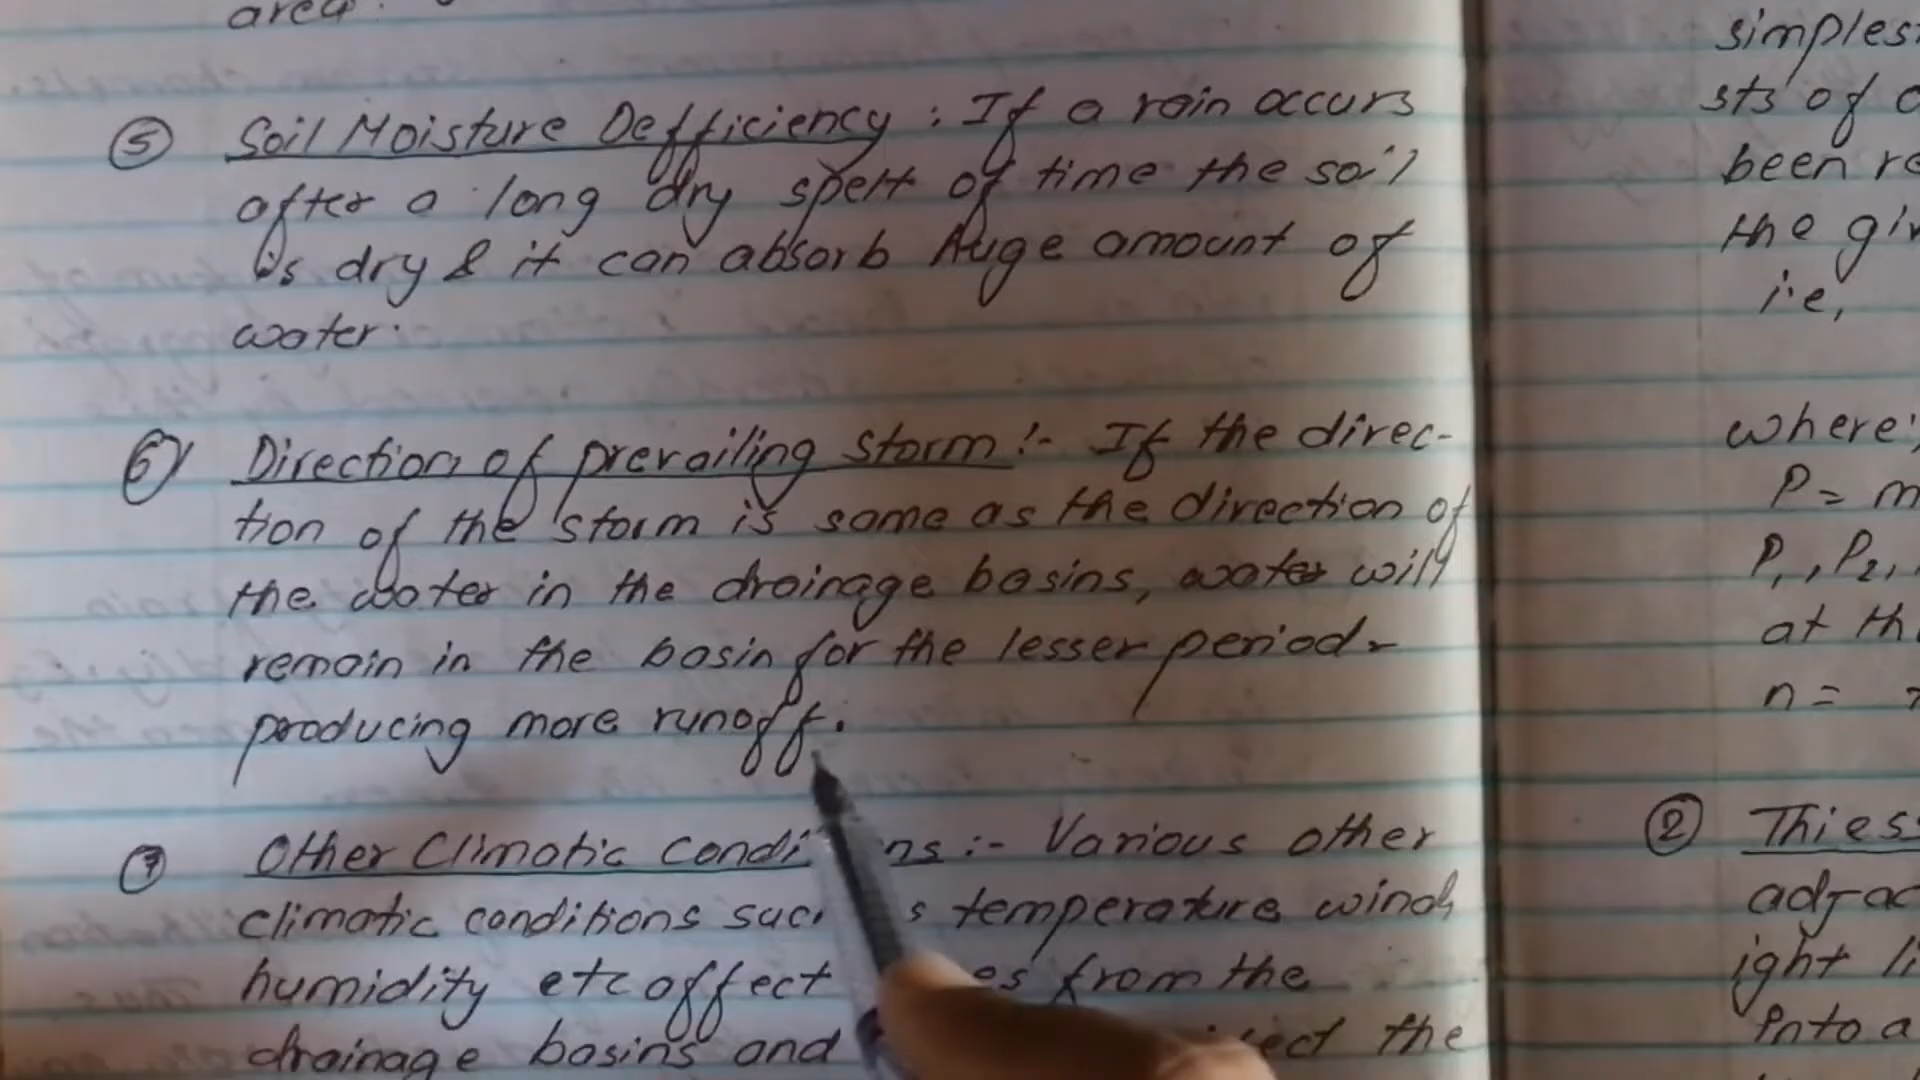 area.
⑤ Soil Moisture Defficiency : If a rain occurs
after a long dry spell of time the soil
is dry & it can absorb huge amount of
water.
⑥ Direction of prevailing storm :- If the direc-
tion of the storm is same as the direction of
the water in the drainage basins, water will
remain in the basin for the lesser period
producing more runoff.
⑦ Other Climatic Condi ns :- Various other
climatic conditions suc s temperature wind
humidity etc affect es from the
drainage basins and ect the
simples
sts of
been re
the giv
i.e,
where;
P = m
P1, P2,
at th
n =
② Thies
adjac
ight li
into a